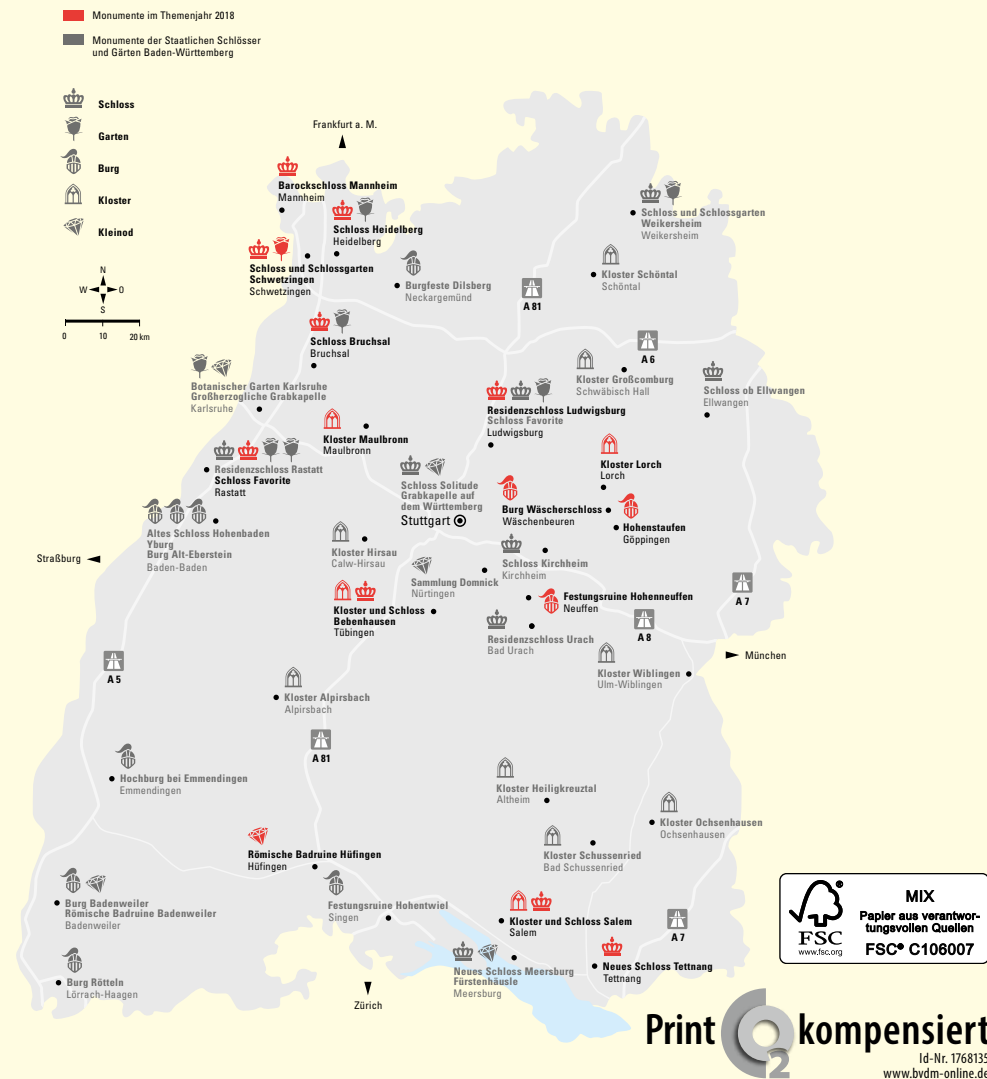 Monumente im Themenjahr 2018
Monumente der Staatlichen Schlösser
und Gärten Baden-Württemberg
Schloss
Garten
Burg
Kloster
Kleinod
N
W
O
S
0 10 20 km
Frankfurt a. M.
Barockschloss Mannheim
Mannheim
Schloss Heidelberg
Heidelberg
Schloss und Schlossgarten
Schwetzingen
Schwetzingen
Burgfeste Dilsberg
Neckargemünd
Schloss und Schlossgarten
Weikersheim
Weikersheim
Kloster Schöntal
Schöntal
A 81
Schloss Bruchsal
Bruchsal
A 6
Kloster Großcomburg
Schwäbisch Hall
Schloss ob Ellwangen
Ellwangen
Botanischer Garten Karlsruhe
Großherzogliche Grabkapelle
Karlsruhe
Residenzschloss Ludwigsburg
Schloss Favorite
Ludwigsburg
Kloster Maulbronn
Maulbronn
Kloster Lorch
Lorch
Residenzschloss Rastatt
Schloss Favorite
Rastatt
Schloss Solitude
Grabkapelle auf
dem Württemberg
Stuttgart
Burg Wäscherschloss
Wäschenbeuren
Hohenstaufen
Göppingen
Altes Schloss Hohenbaden
Yburg
Burg Alt-Eberstein
Baden-Baden
Straßburg
Kloster Hirsau
Calw-Hirsau
Schloss Kirchheim
Kirchheim
Sammlung Domnick
Nürtingen
Festungsruine Hohenneuffen
Neuffen
A 7
Kloster und Schloss
Bebenhausen
Tübingen
Residenzschloss Urach
Bad Urach
A 8
München
Kloster Wiblingen
Ulm-Wiblingen
A 5
Kloster Alpirsbach
Alpirsbach
A 81
Hochburg bei Emmendingen
Emmendingen
Kloster Heiligkreuztal
Altheim
Kloster Ochsenhausen
Ochsenhausen
Römische Badruine Hüfingen
Hüfingen
Kloster Schussenried
Bad Schussenried
Burg Badenweiler
Römische Badruine Badenweiler
Badenweiler
Festungsruine Hohentwiel
Singen
Kloster und Schloss Salem
Salem
A 7
Neues Schloss Meersburg
Fürstenhäusle
Meersburg
Neues Schloss Tettnang
Tettnang
Burg Rötteln
Lörrach-Haagen
Zürich
FSC
www.fsc.org
MIX
Papier aus verantwor-
tungsvollen Quellen
FSC® C106007
Print CO2 kompensiert
Id-Nr. 1768135
www.bvdm-online.de